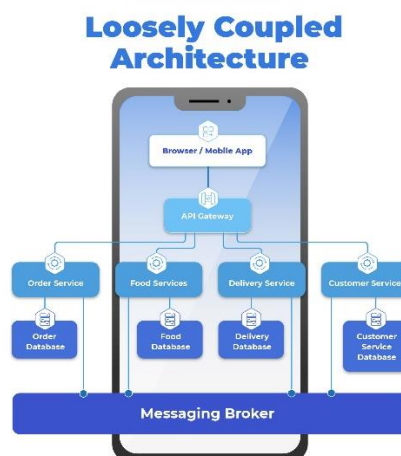 Loosely Coupled
Architecture
Browser / Mobile App
API Gateway
Order Service
Food Services
Delivery Service
Customer Service
Order
Database
Food
Database
Delivery
Database
Customer
Service
Database
Messaging Broker